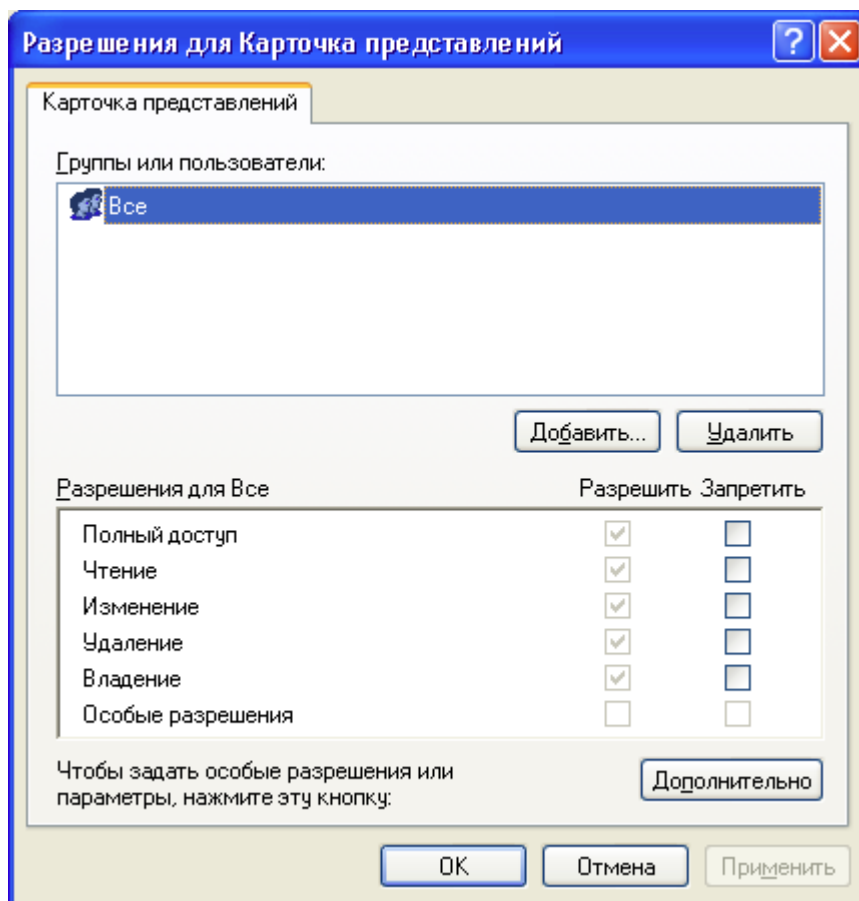 Разрешения для Карточка представлений
Карточка представлений
Группы или пользователи:
Все
Добавить... Удалить
Разрешения для Все Разрешить Запретить
Полный доступ
Чтение
Изменение
Удаление
Владение
Особые разрешения
Чтобы задать особые разрешения или
параметры, нажмите эту кнопку:
Дополнительно
OK Отмена Применить